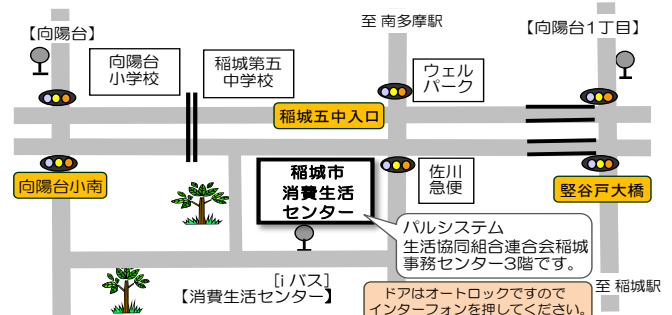 至 南多摩駅
【向陽台】
【向陽台1丁目】
向陽台
小学校
稲城第五
中学校
ウェル
パーク
稲城五中入口
向陽台小南
稲城市
消費生活
センター
佐川
急便
竪谷戸大橋
パルシステム
生活協同組合連合会稲城
事務センター3階です。
[i バス]
【消費生活センター】
至 稲城駅
ドアはオートロックですので
インターフォンを押してください。